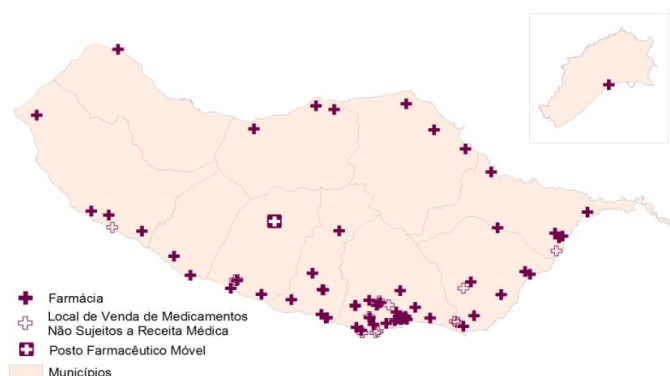 Farmácia
Local de Venda de Medicamentos
Não Sujeitos a Receita Médica
Posto Farmacêutico Móvel
Municípios